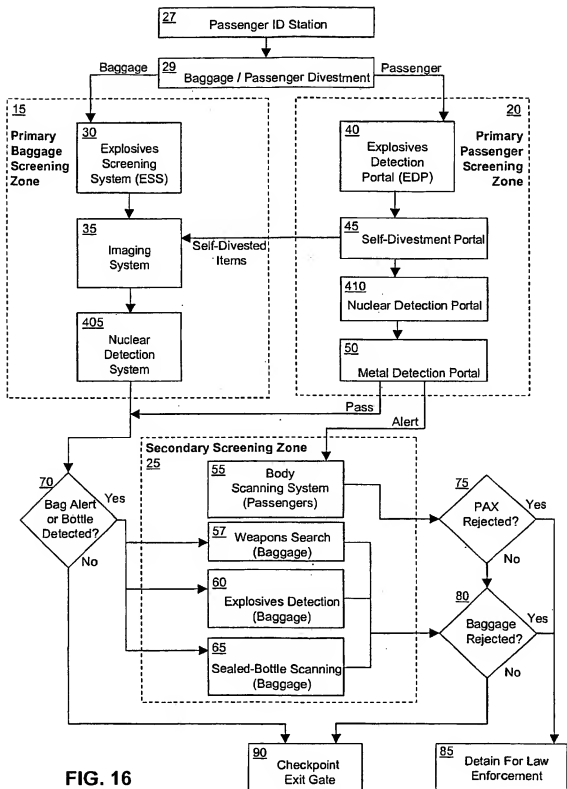 27
Passenger ID Station
Baggage
29
Baggage / Passenger Divestment
Passenger
15
Primary
Baggage
Screening
Zone
30
Explosives
Screening
System (ESS)
35
Imaging
System
405
Nuclear
Detection
System
20
Primary
Passenger
Screening
Zone
40
Explosives
Detection
Portal (EDP)
45
Self-Divestment Portal
Self-Divested
Items
410
Nuclear Detection Portal
50
Metal Detection Portal
Pass
Alert
Secondary Screening Zone
25
55
Body
Scanning System
(Passengers)
57
Weapons Search
(Baggage)
60
Explosives Detection
(Baggage)
65
Sealed-Bottle Scanning
(Baggage)
70
Bag Alert
or Bottle
Detected?
Yes
No
75
PAX
Rejected?
Yes
No
80
Baggage
Rejected?
Yes
No
90
Checkpoint
Exit Gate
85
Detain For Law
Enforcement
FIG. 16